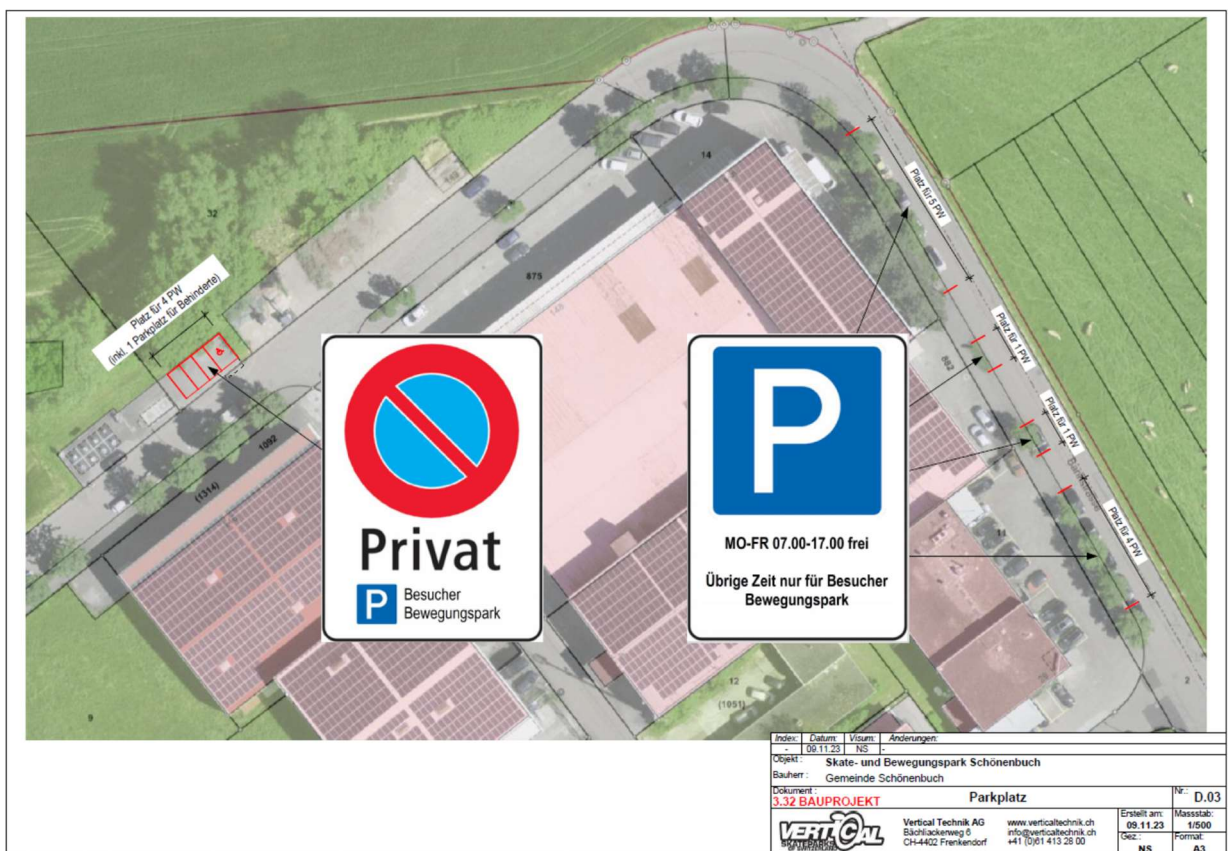 32
14
875
148
882
11
2
9
12
(1051)
1092
(1314)
Platz für 4 PW
(inkl. 1 Parkplatz für Behinderte)
Platz für 5 PW
Platz für 1 PW
Platz für 1 PW
Platz für 4 PW
Privat
P Besucher
Bewegungspark
P
MO-FR 07.00-17.00 frei
Übrige Zeit nur für Besucher
Bewegungspark
Index: Datum: Visum: Änderungen:
- 09.11.23 NS -
Objekt : Skate- und Bewegungspark Schönenbuch
Bauherr : Gemeinde Schönenbuch
Dokument : Nr.:
3.32 BAUPROJEKT Parkplatz D.03
VERTICAL
SKATEPARKS
OF SWITZERLAND
Vertical Technik AG
Bächliackerweg 6
CH-4402 Frenkendorf
www.verticaltechnik.ch
info@verticaltechnik.ch
+41 (0)61 413 28 00
Erstellt am: Massstab:
09.11.23 1/500
Gez.: Format:
NS A3